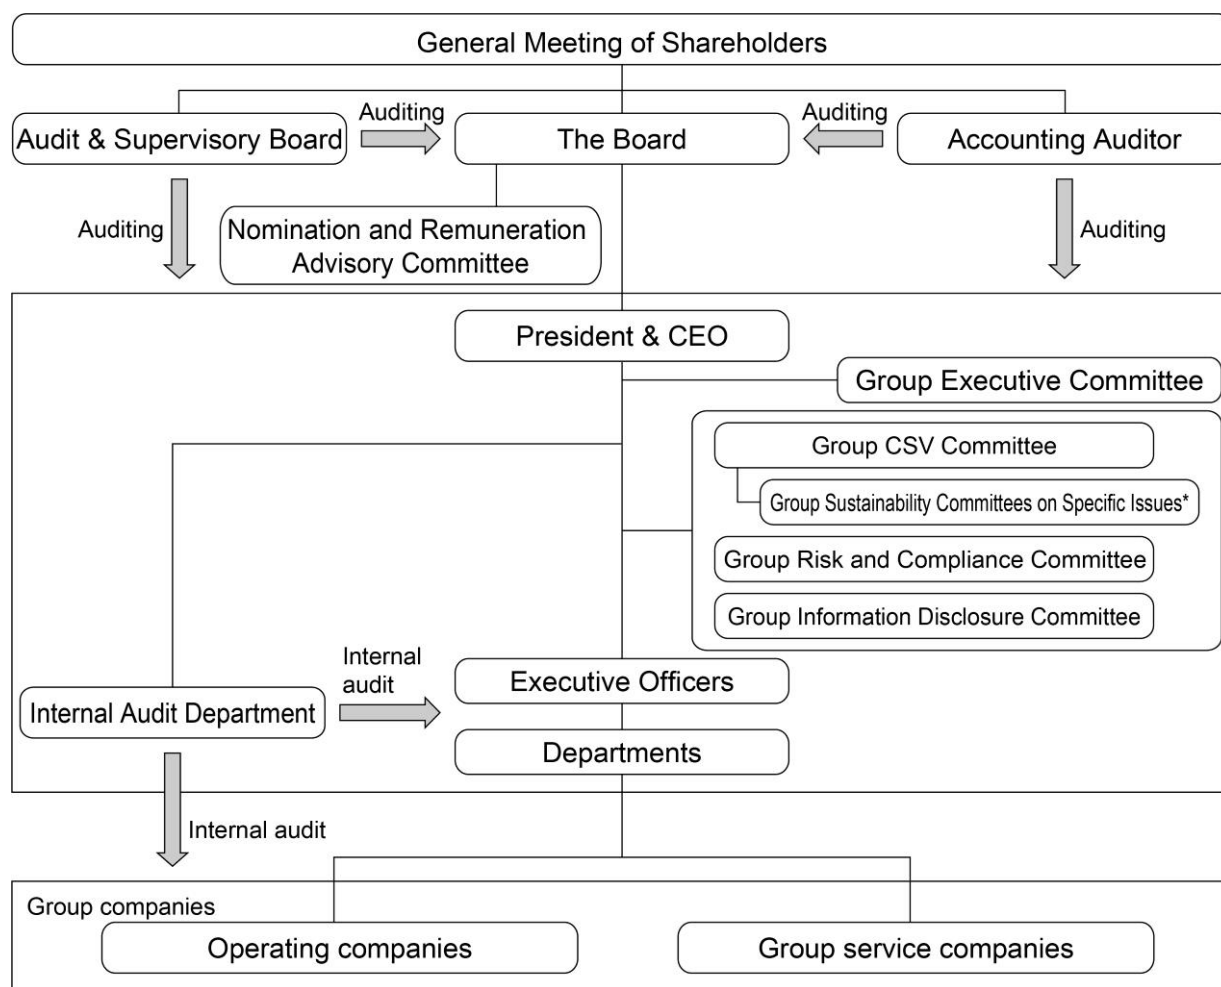 General Meeting of Shareholders
Auditing
Auditing
Audit & Supervisory Board
The Board
Accounting Auditor
Auditing
Nomination and Remuneration
Advisory Committee
Auditing
President & CEO
Group Executive Committee
Group CSV Committee
Group Sustainability Committees on Specific Issues*
Group Risk and Compliance Committee
Group Information Disclosure Committee
Internal
audit
Executive Officers
Internal Audit Department
Departments
Internal audit
Group companies
Operating companies
Group service companies